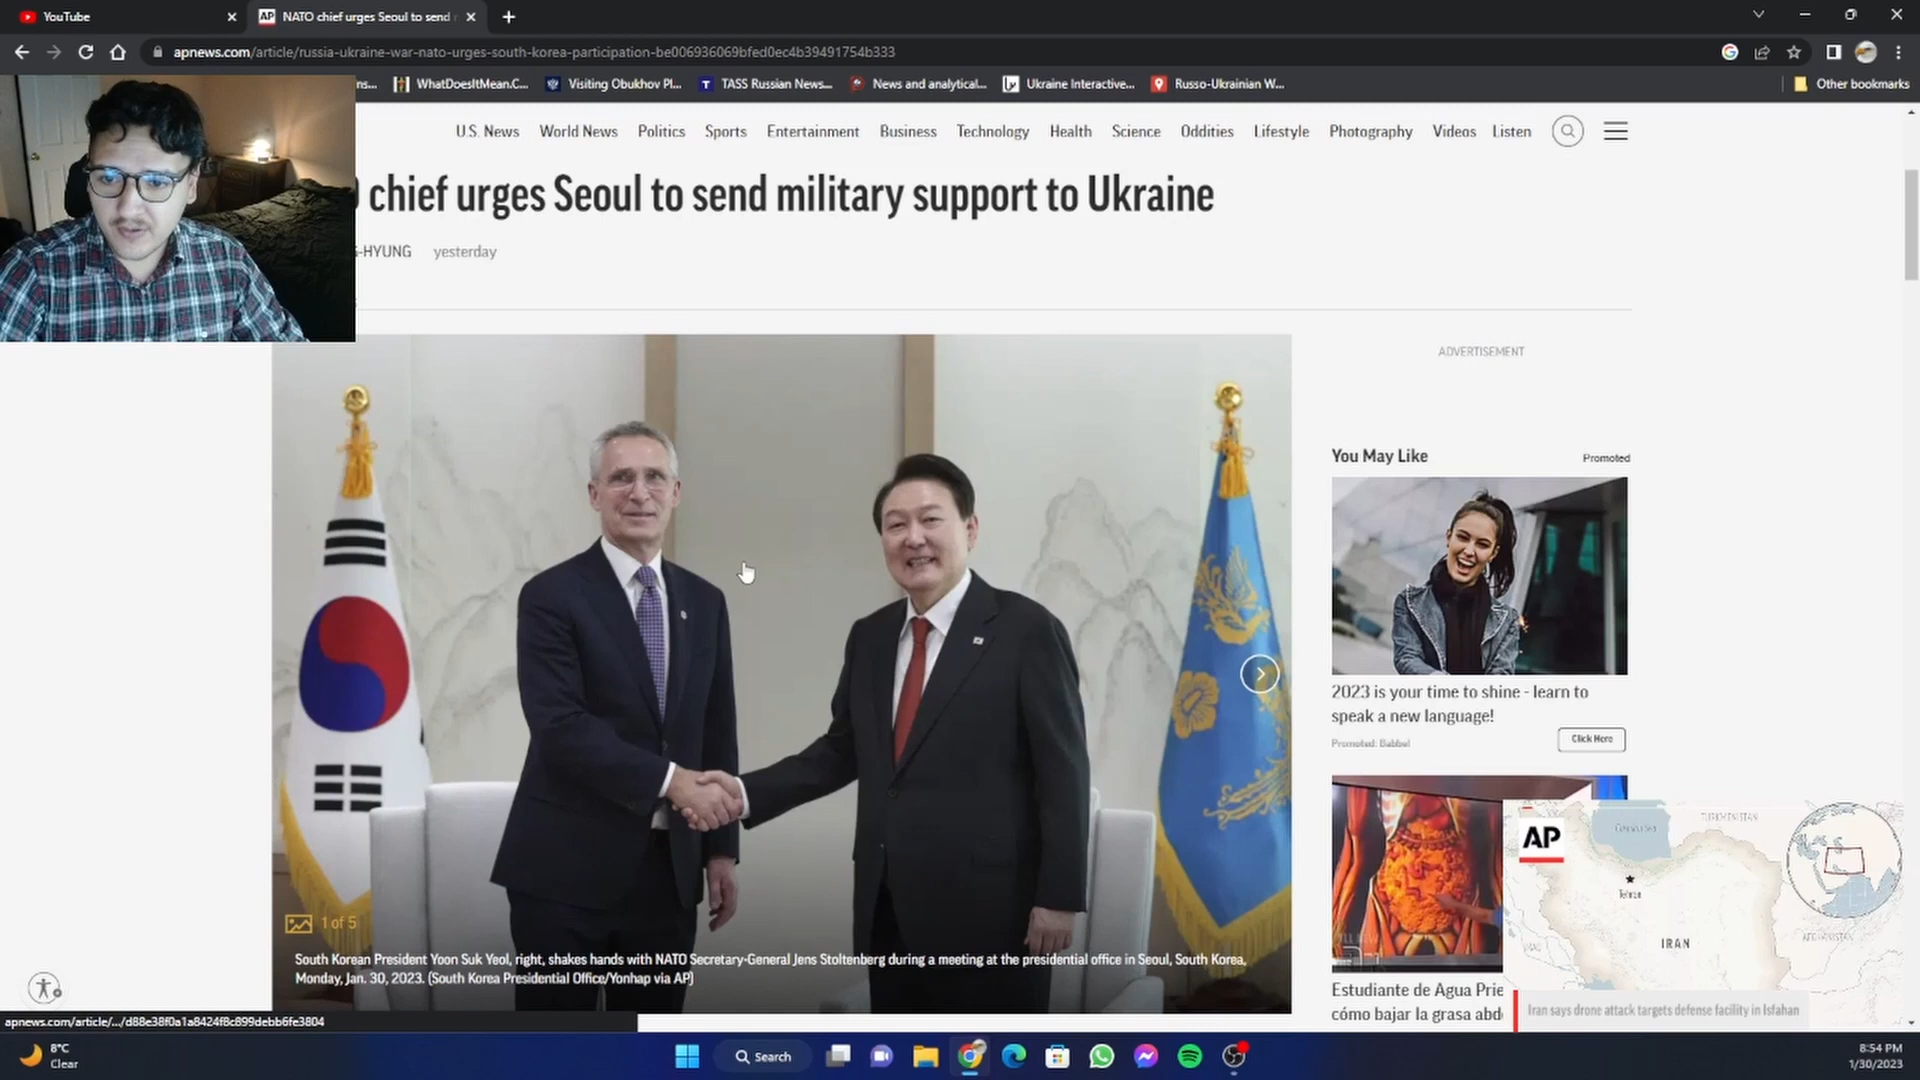 YouTube
AP NATO chief urges Seoul to send
apnews.com/article/russia-ukraine-war-nato-urges-south-korea-participation-be006936069bfed0ec4b39491754b333
ns... WhatDoesItMean.C... Visiting Obukhov Pl... T TASS Russian News... News and analytical... Ukraine Interactive... Russo-Ukrainian W... Other bookmarks
U.S. News World News Politics Sports Entertainment Business Technology Health Science Oddities Lifestyle Photography Videos Listen
chief urges Seoul to send military support to Ukraine
G-HYUNG yesterday
ADVERTISEMENT
You May Like Promoted
2023 is your time to shine - learn to
speak a new language!
Promoted: Babbel
Click Here
1 of 5
South Korean President Yoon Suk Yeol, right, shakes hands with NATO Secretary-General Jens Stoltenberg during a meeting at the presidential office in Seoul, South Korea,
Monday, Jan. 30, 2023. (South Korea Presidential Office/Yonhap via AP)
AP
TURKMENISTAN
Tehran
IRAN
AFGHANISTAN
Iran says drone attack targets defense facility in Isfahan
Estudiante de Agua Prie
cómo bajar la grasa abd
apnews.com/article/.../d88e38f0a1a8424f8c899debb6fe3804
8°C
Clear
Search
8:54 PM
1/30/2023